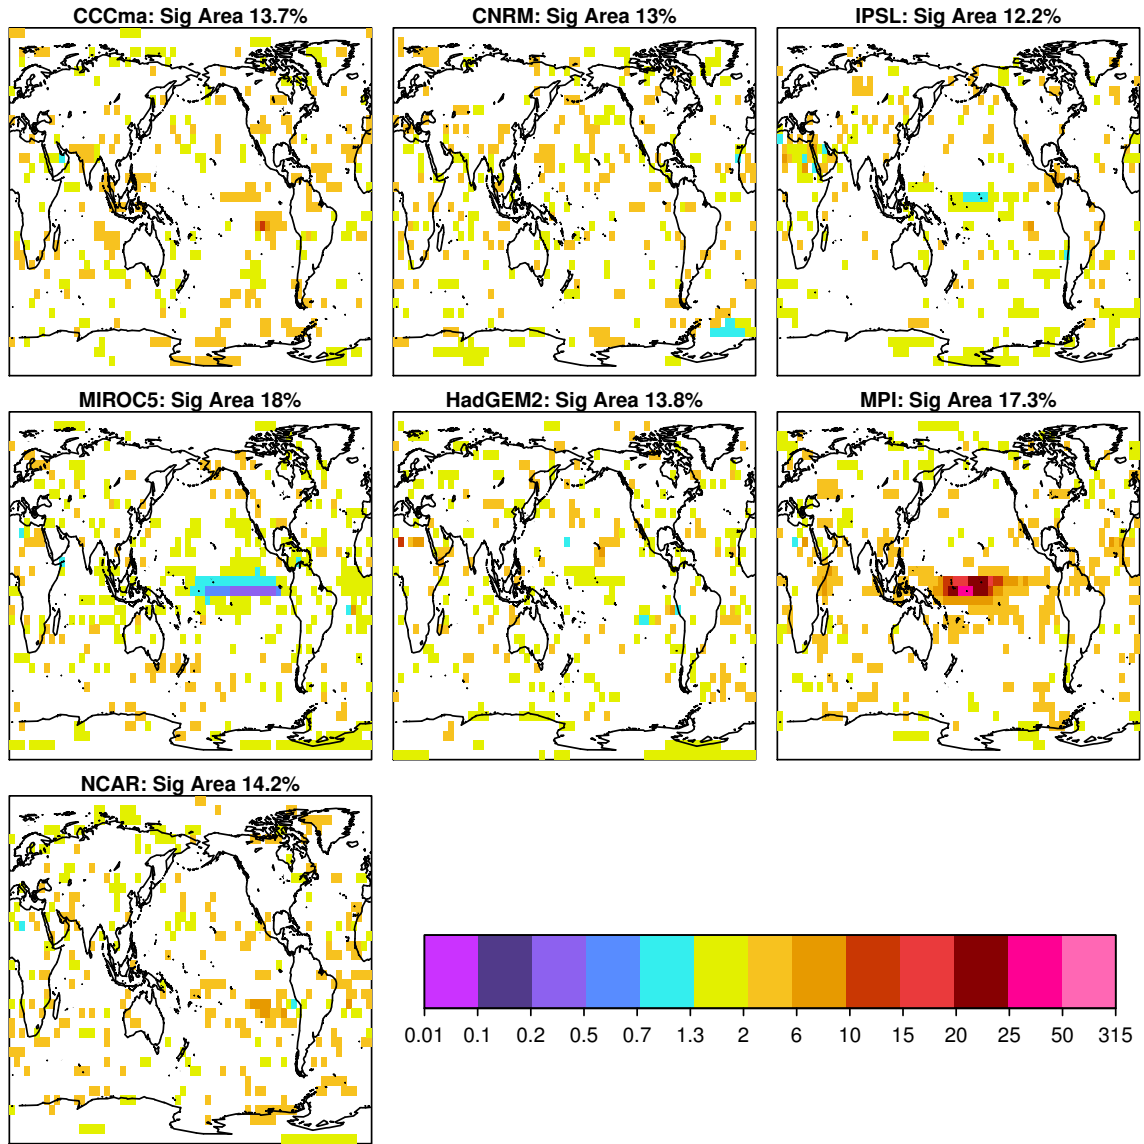 CCCma: Sig Area 13.7%
CNRM: Sig Area 13%
IPSL: Sig Area 12.2%
MIROC5: Sig Area 18%
HadGEM2: Sig Area 13.8%
MPI: Sig Area 17.3%
NCAR: Sig Area 14.2%
0.01 0.1 0.2 0.5 0.7 1.3 2 6 10 15 20 25 50 315